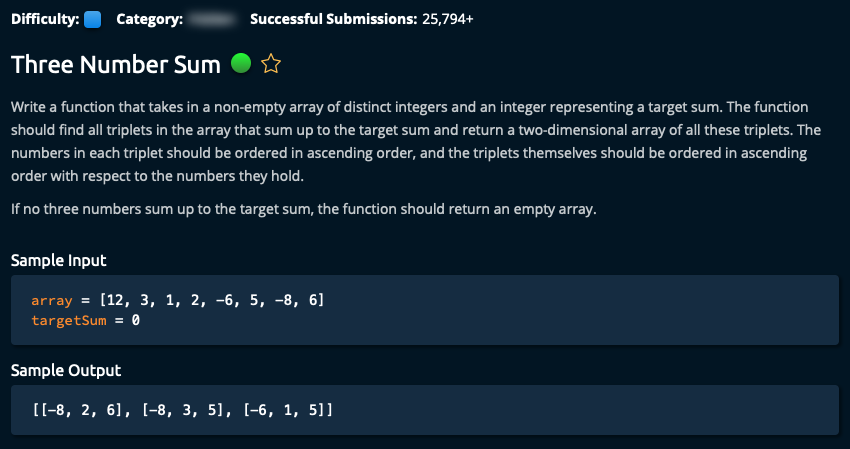 Difficulty: Category: Successful Submissions: 25,794+
Three Number Sum
Write a function that takes in a non-empty array of distinct integers and an integer representing a target sum. The function
should find all triplets in the array that sum up to the target sum and return a two-dimensional array of all these triplets. The
numbers in each triplet should be ordered in ascending order, and the triplets themselves should be ordered in ascending
order with respect to the numbers they hold.
If no three numbers sum up to the target sum, the function should return an empty array.
Sample Input
array = [12, 3, 1, 2, -6, 5, -8, 6]
targetSum = 0
Sample Output
[[-8, 2, 6], [-8, 3, 5], [-6, 1, 5]]